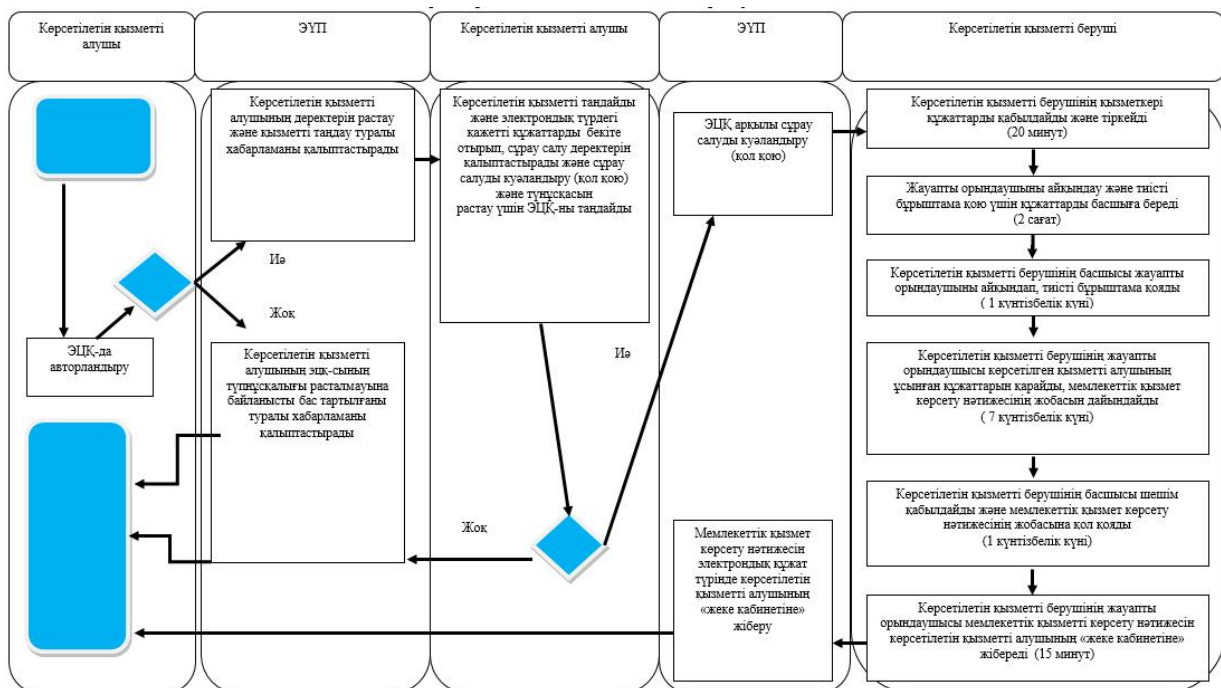 Көрсетілетін қызметті
алушы
ЭҮП
Көрсетілетін қызметті алушы
ЭҮП
Көрсетілетін қызметті беруші
Көрсетілетін қызметті
алушының деректерін растау
және қызметті таңдау туралы
хабарламаны қалыптастырады
Көрсетілетін қызметті таңдайды
және электрондық түрдегі
қажетті құжаттарды бекіте
отырып, сұрау салу деректерін
қалыптастырады және сұрау
салуды куәландыру (қол қою)
және түнұсқасын
растау үшін ЭЦҚ-ны таңдайды
ЭЦҚ арқылы сұрау
салуды куәландыру
(қол қою)
Көрсетілетін қызметті берушінің қызметкері
құжаттарды қабылдайды және тіркейді
(20 минут)
Жауапты орындаушыны айқындау және тиісті
бұрыштама қою үшін құжаттарды басшыға береді
(2 сағат)
Иә
Көрсетілетін қызметті берушінің басшысы жауапты
орындаушыны айқындап, тиісті бұрыштама қояды
( 1 күнтізбелік күні)
Жоқ
ЭЦҚ-да
авторландыру
Көрсетілетін қызметті
алушының эцқ-сының
түпнұсқалығы расталмауына
байланысты бас тартылғаны
туралы хабарламаны
қалыптастырады
Иә
Көрсетілетін қызметті берушінің жауапты
орындаушысы көрсетілген қызметті алушының
ұсынған құжаттарын қарайды, мемлекеттік қызмет
көрсету нәтижесінің жобасын дайындайды
( 7 күнтізбелік күні)
Көрсетілетін қызметті берушінің басшысы шешім
қабылдайды және мемлекеттік қызмет көрсету
нәтижесінің жобасына қол қояды
(1 күнтізбелік күні)
Жоқ
Мемлекеттік қызмет
көрсету нәтижесін
электрондық құжат
түрінде көрсетілетін
қызметті алушының
«жеке кабинетіне»
жіберу
Көрсетілетін қызметті берушінің жауапты
орындаушысы мемлекеттік қызметті көрсету нәтижесін
көрсетілетін қызметті алушының «жеке кабинетіне»
жібереді (15 минут)